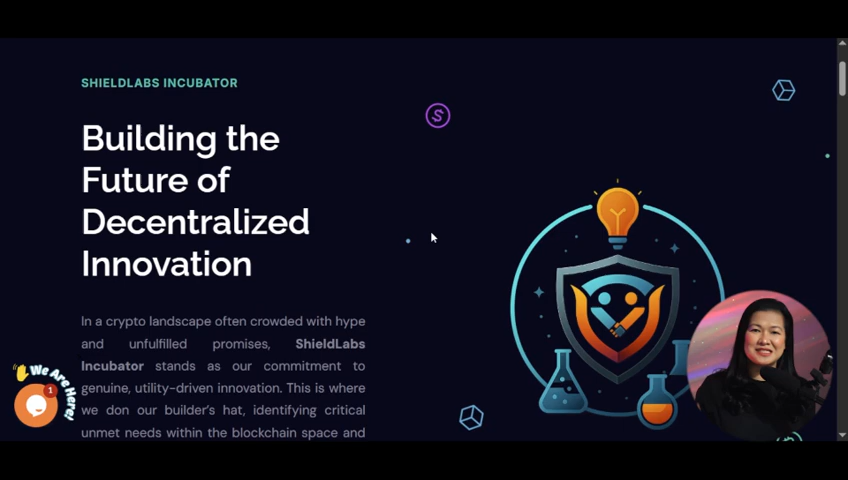 SHIELDLABS INCUBATOR
Building the
Future of
Decentralized
Innovation
In a crypto landscape often crowded with hype
and unfulfilled promises, ShieldLabs
Incubator stands as our commitment to
genuine, utility-driven innovation. This is where
we don our builder's hat, identifying critical
unmet needs within the blockchain space and
We Are Here!
1